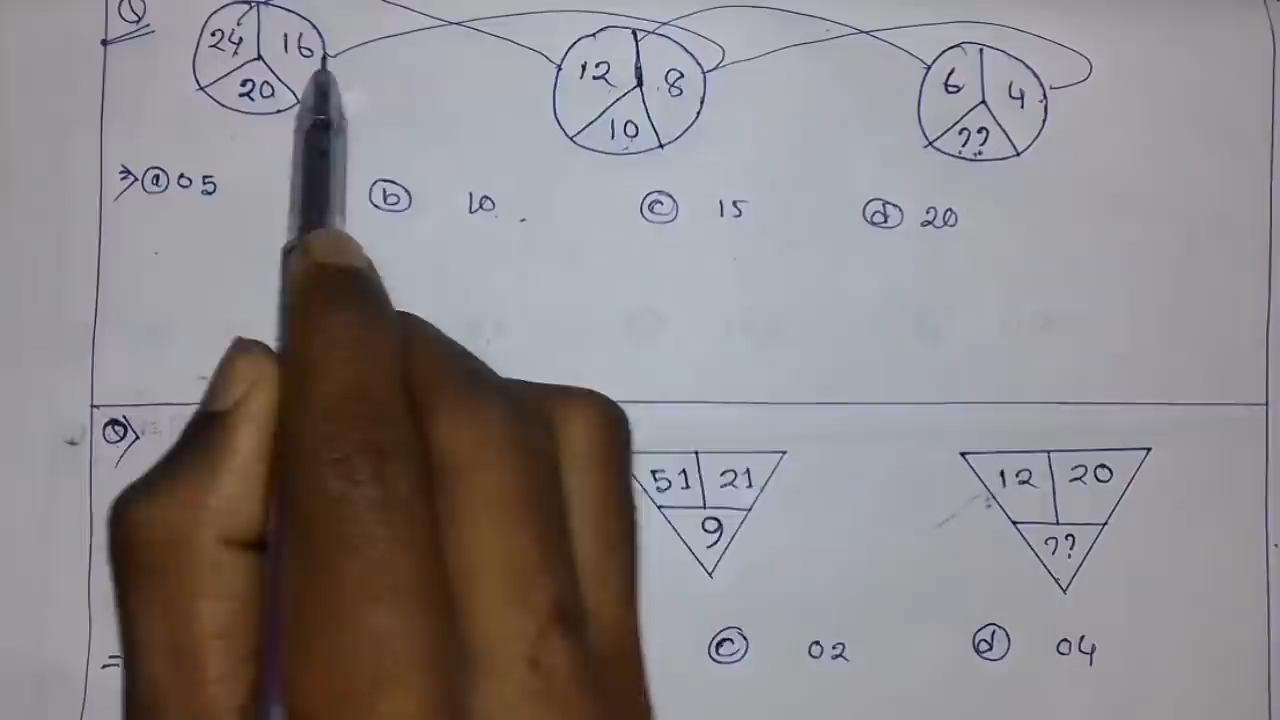 Q
24 16 20
12 8 10
6 4 ??
⇒ (a) 05 (b) 10 (c) 15 (d) 20
Q>
51 21 9
12 20 ??
= (c) 02 (d) 04